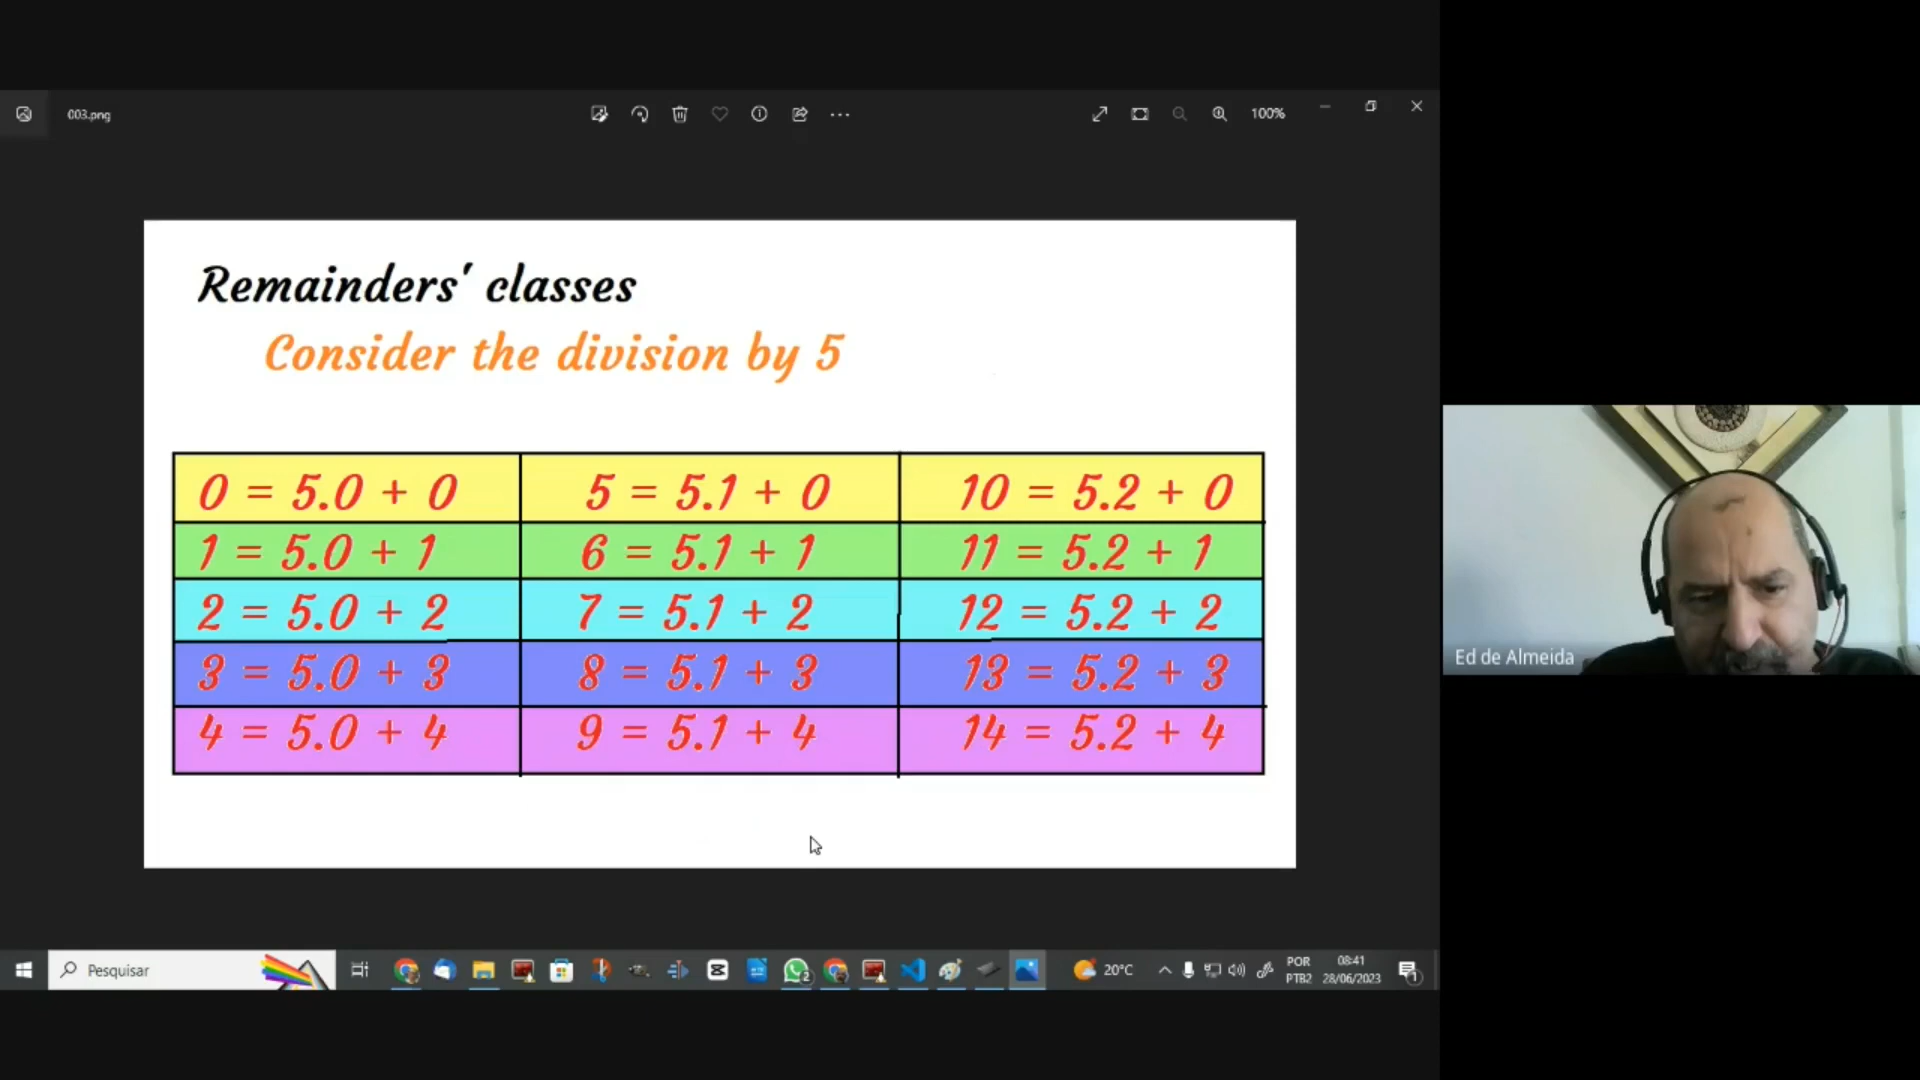 003.png
100%
Remainders' classes
Consider the division by 5
0 = 5.0 + 0 5 = 5.1 + 0 10 = 5.2 + 0
1 = 5.0 + 1 6 = 5.1 + 1 11 = 5.2 + 1
2 = 5.0 + 2 7 = 5.1 + 2 12 = 5.2 + 2
3 = 5.0 + 3 8 = 5.1 + 3 13 = 5.2 + 3
4 = 5.0 + 4 9 = 5.1 + 4 14 = 5.2 + 4
Ed de Almeida
Pesquisar
2
20°C
POR
PTB2
08:41
28/06/2023
1